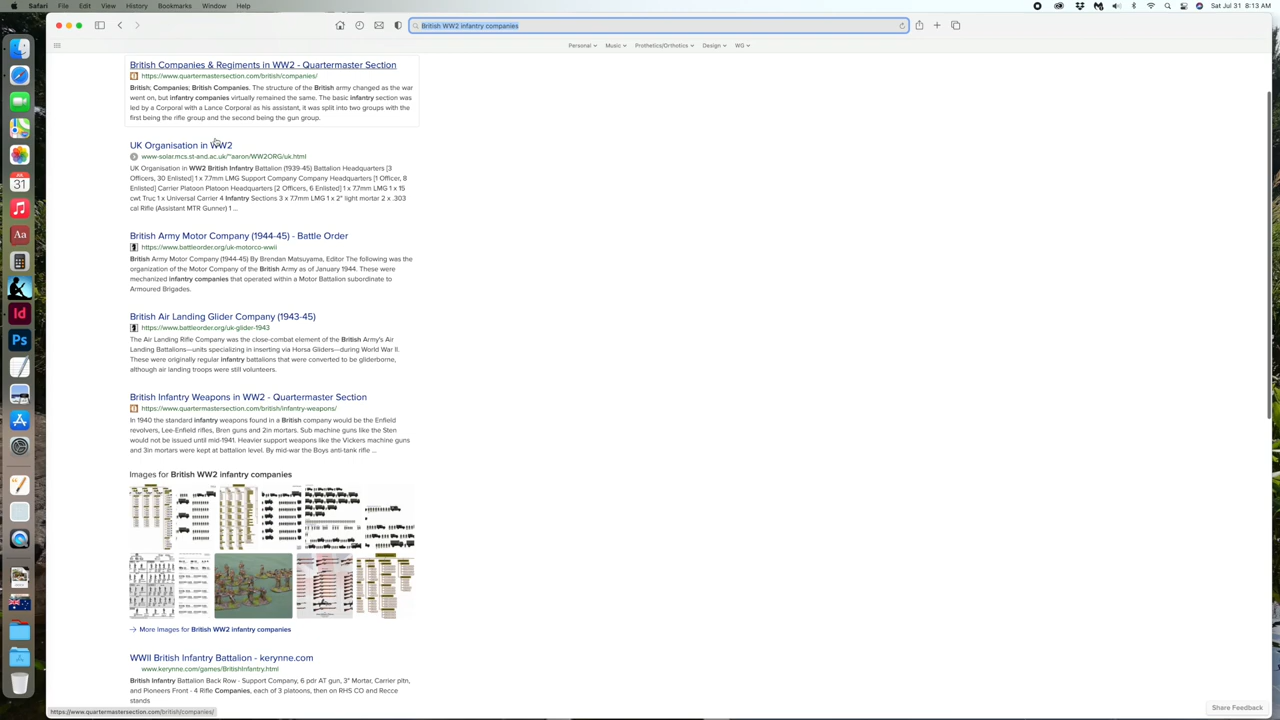 Safari File Edit View History Bookmarks Window Help Sat Jul 31 8:13 AM
British WW2 infantry companies
Personal Music Prothetics/Orthotics Design WG
British Companies & Regiments in WW2 - Quartermaster Section
https://www.quartermastersection.com/british/companies/
British; Companies; British Companies. The structure of the British army changed as the war
went on, but infantry companies virtually remained the same. The basic infantry section was
led by a Corporal with a Lance Corporal as his assistant, it was split into two groups with the
first being the rifle group and the second being the gun group.
UK Organisation in WW2
www-solar.mcs.st-and.ac.uk/~aaron/WW2ORG/uk.html
UK Organisation in WW2 British Infantry Battalion (1939-45) Battalion Headquarters [3
Officers, 30 Enlisted] 1 x 7.7mm LMG Support Company Company Headquarters [1 Officer, 8
Enlisted] Carrier Platoon Platoon Headquarters [2 Officers, 6 Enlisted] 1 x 7.7mm LMG 1 x 15
cwt Truc 1 x Universal Carrier 4 Infantry Sections 3 x 7.7mm LMG 1 x 2" light mortar 2 x .303
cal Rifle (Assistant MTR Gunner) 1 ...
British Army Motor Company (1944-45) - Battle Order
https://www.battleorder.org/uk-motorco-wwii
British Army Motor Company (1944-45) By Brendan Matsuyama, Editor The following was the
organization of the Motor Company of the British Army as of January 1944. These were
mechanized infantry companies that operated within a Motor Battalion subordinate to
Armoured Brigades.
British Air Landing Glider Company (1943-45)
https://www.battleorder.org/uk-glider-1943
The Air Landing Rifle Company was the close-combat element of the British Army's Air
Landing Battalions—units specializing in inserting via Horsa Gliders—during World War II.
These were originally regular infantry battalions that were converted to be gliderborne,
although air landing troops were still volunteers.
British Infantry Weapons in WW2 - Quartermaster Section
https://www.quartermastersection.com/british/infantry-weapons/
In 1940 the standard infantry weapons found in a British company would be the Enfield
revolvers, Lee-Enfield rifles, Bren guns and 2in mortars. Sub machine guns like the Sten
would not be issued until mid-1941. Heavier support weapons like the Vickers machine guns
and 3in mortars were kept at battalion level. By mid-war the Boys anti-tank rifle ...
Images for British WW2 infantry companies
More Images for British WW2 infantry companies
WWII British Infantry Battalion - kerynne.com
www.kerynne.com/games/BritishInfantry.html
British Infantry Battalion Back Row - Support Company, 6 pdr AT gun, 3" Mortar, Carrier pltn,
and Pioneers Front - 4 Rifle Companies, each of 3 platoons, then on RHS CO and Recce
stands
https://www.quartermastersection.com/british/companies/
Share Feedback
31
Aa
Id
Ps